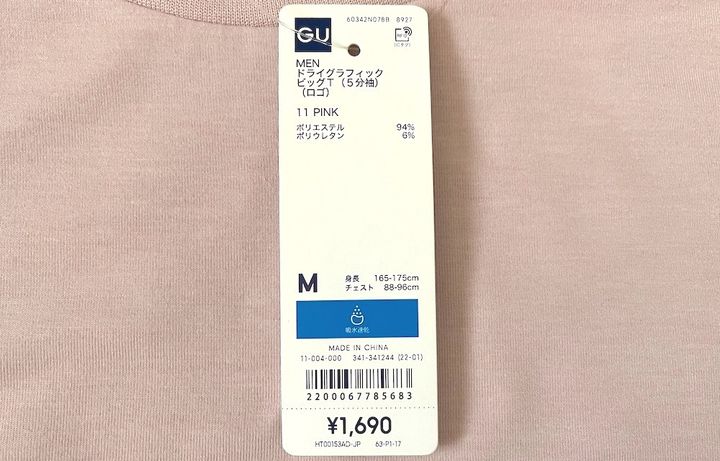 60342N078B 8927
GU
MEN
ドライグラフィック
ビッグT(5分袖)
(ロゴ)
11 PINK
ポリエステル 94%
ポリウレタン 6%
M 身長 165-175cm
チェスト 88-96cm
吸水速乾
MADE IN CHINA
11-004-000 341-341244 (22-01)
2200067785683
¥1,690
HT00153AD-JP 63-P1-17